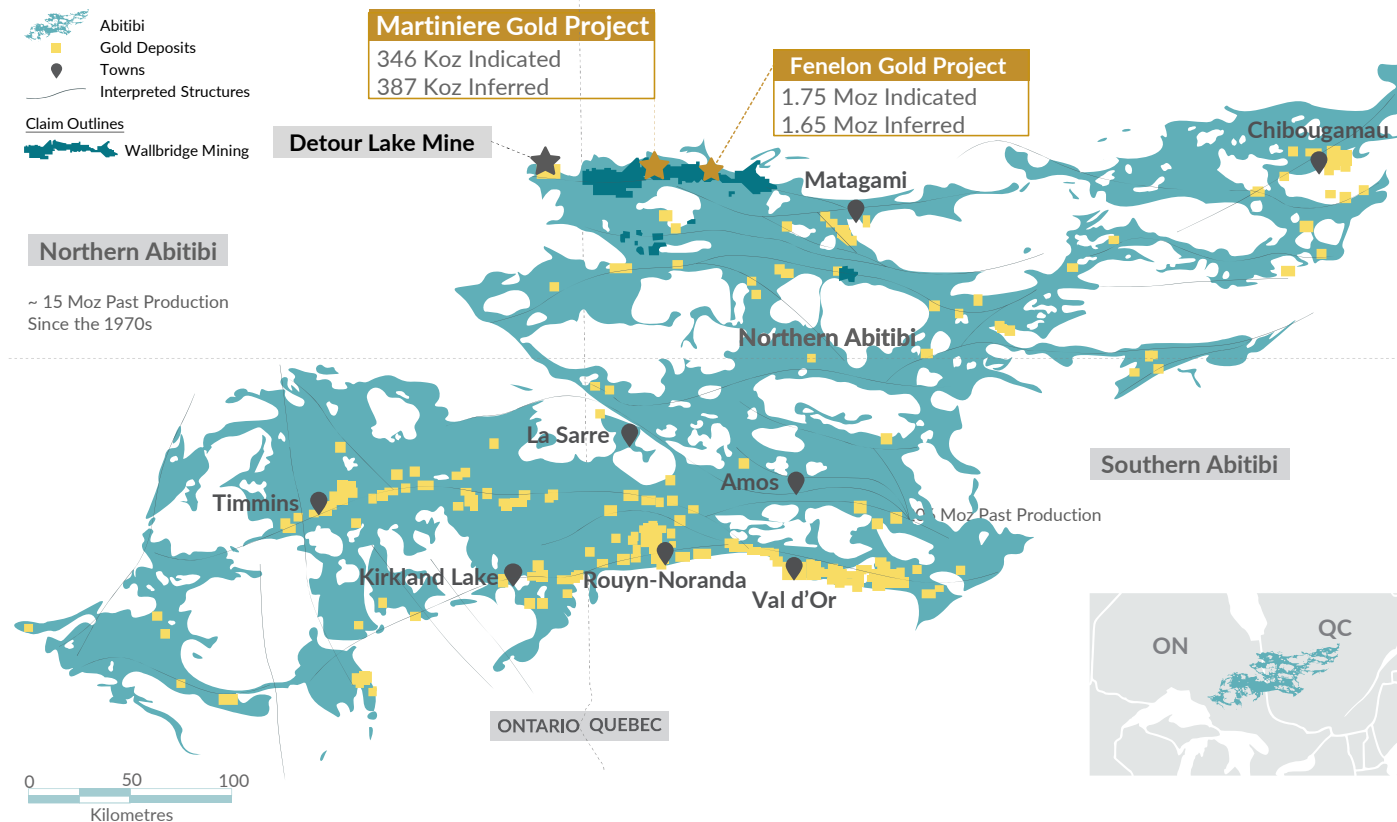 Abitibi
Gold Deposits
Towns
Interpreted Structures
Claim Outlines
Wallbridge Mining
Martiniere Gold Project
346 Koz Indicated
387 Koz Inferred
Fenelon Gold Project
1.75 Moz Indicated
1.65 Moz Inferred
Detour Lake Mine
Chibougamau
Matagami
Northern Abitibi
~ 15 Moz Past Production
Since the 1970s
Northern Abitibi
La Sarre
Southern Abitibi
Amos
Timmins
Moz Past Production
Kirkland Lake
Rouyn-Noranda
Val d’Or
ON
QC
ONTARIO
QUEBEC
0 50 100
Kilometres